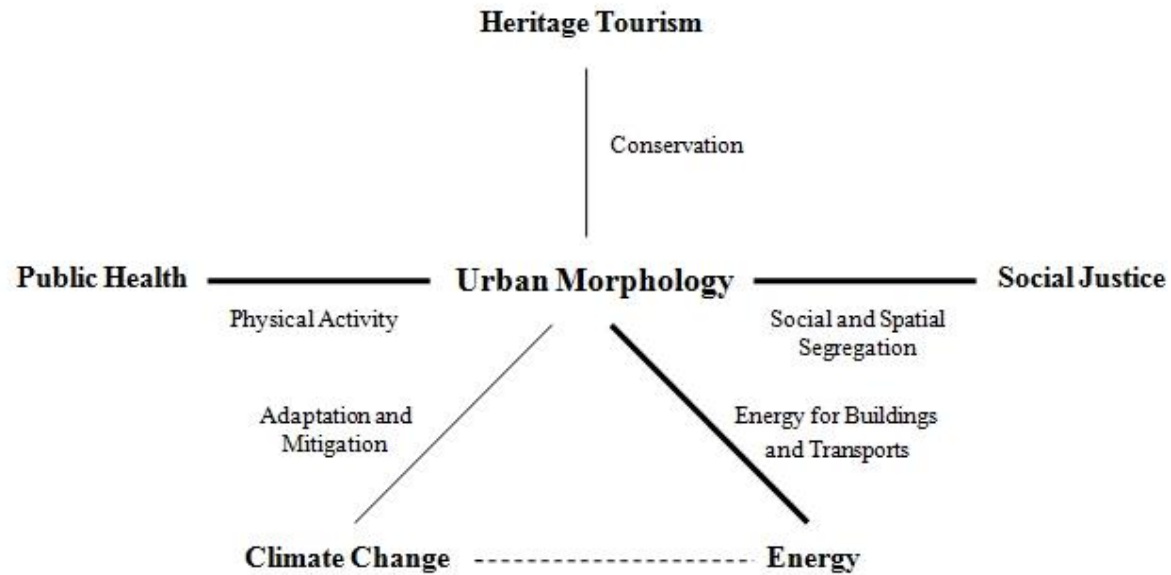 Heritage Tourism
Conservation
Public Health
Urban Morphology
Social Justice
Physical Activity
Social and Spatial
Segregation
Adaptation and
Mitigation
Energy for Buildings
and Transports
Climate Change
Energy